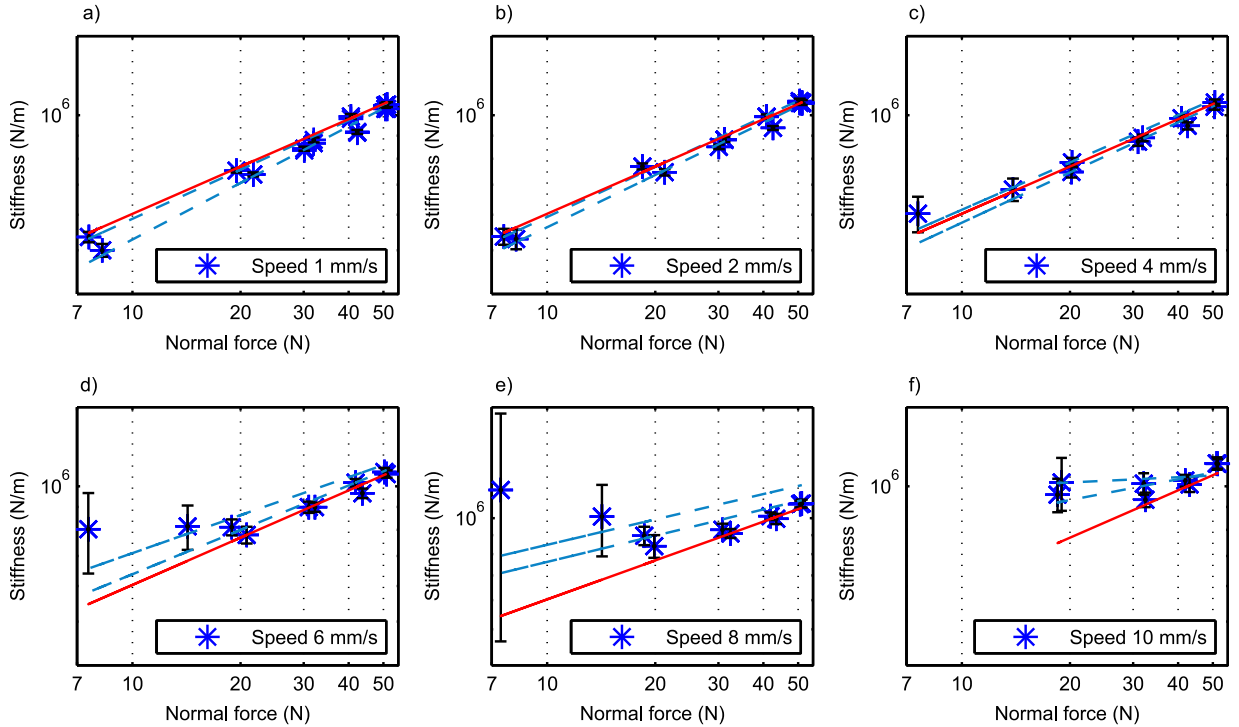 a)
Stiffness (N/m)
10^6
Speed 1 mm/s
7 10 20 30 40 50
Normal force (N)
b)
Stiffness (N/m)
10^6
Speed 2 mm/s
7 10 20 30 40 50
Normal force (N)
c)
Stiffness (N/m)
10^6
Speed 4 mm/s
7 10 20 30 40 50
Normal force (N)
d)
Stiffness (N/m)
10^6
Speed 6 mm/s
7 10 20 30 40 50
Normal force (N)
e)
Stiffness (N/m)
10^6
Speed 8 mm/s
7 10 20 30 40 50
Normal force (N)
f)
Stiffness (N/m)
10^6
Speed 10 mm/s
7 10 20 30 40 50
Normal force (N)